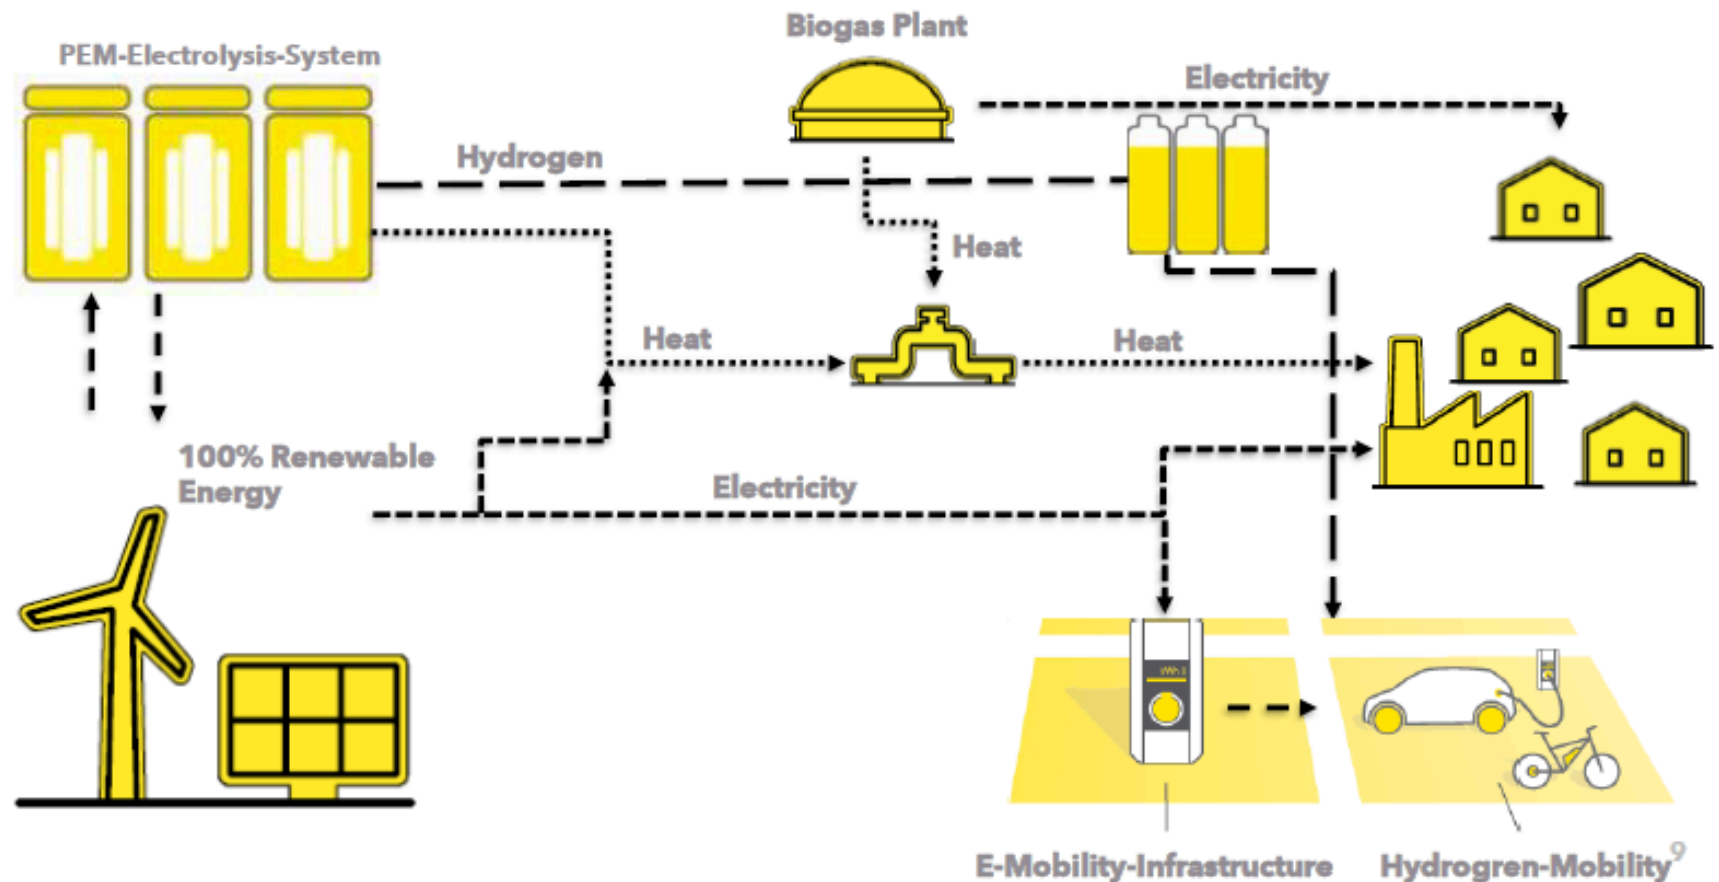 Biogas Plant
PEM-Electrolysis-System
Electricity
Hydrogen
Heat
Heat
Heat
100% Renewable
Energy
Electricity
E-Mobility-Infrastructure
Hydrogren-Mobility
9